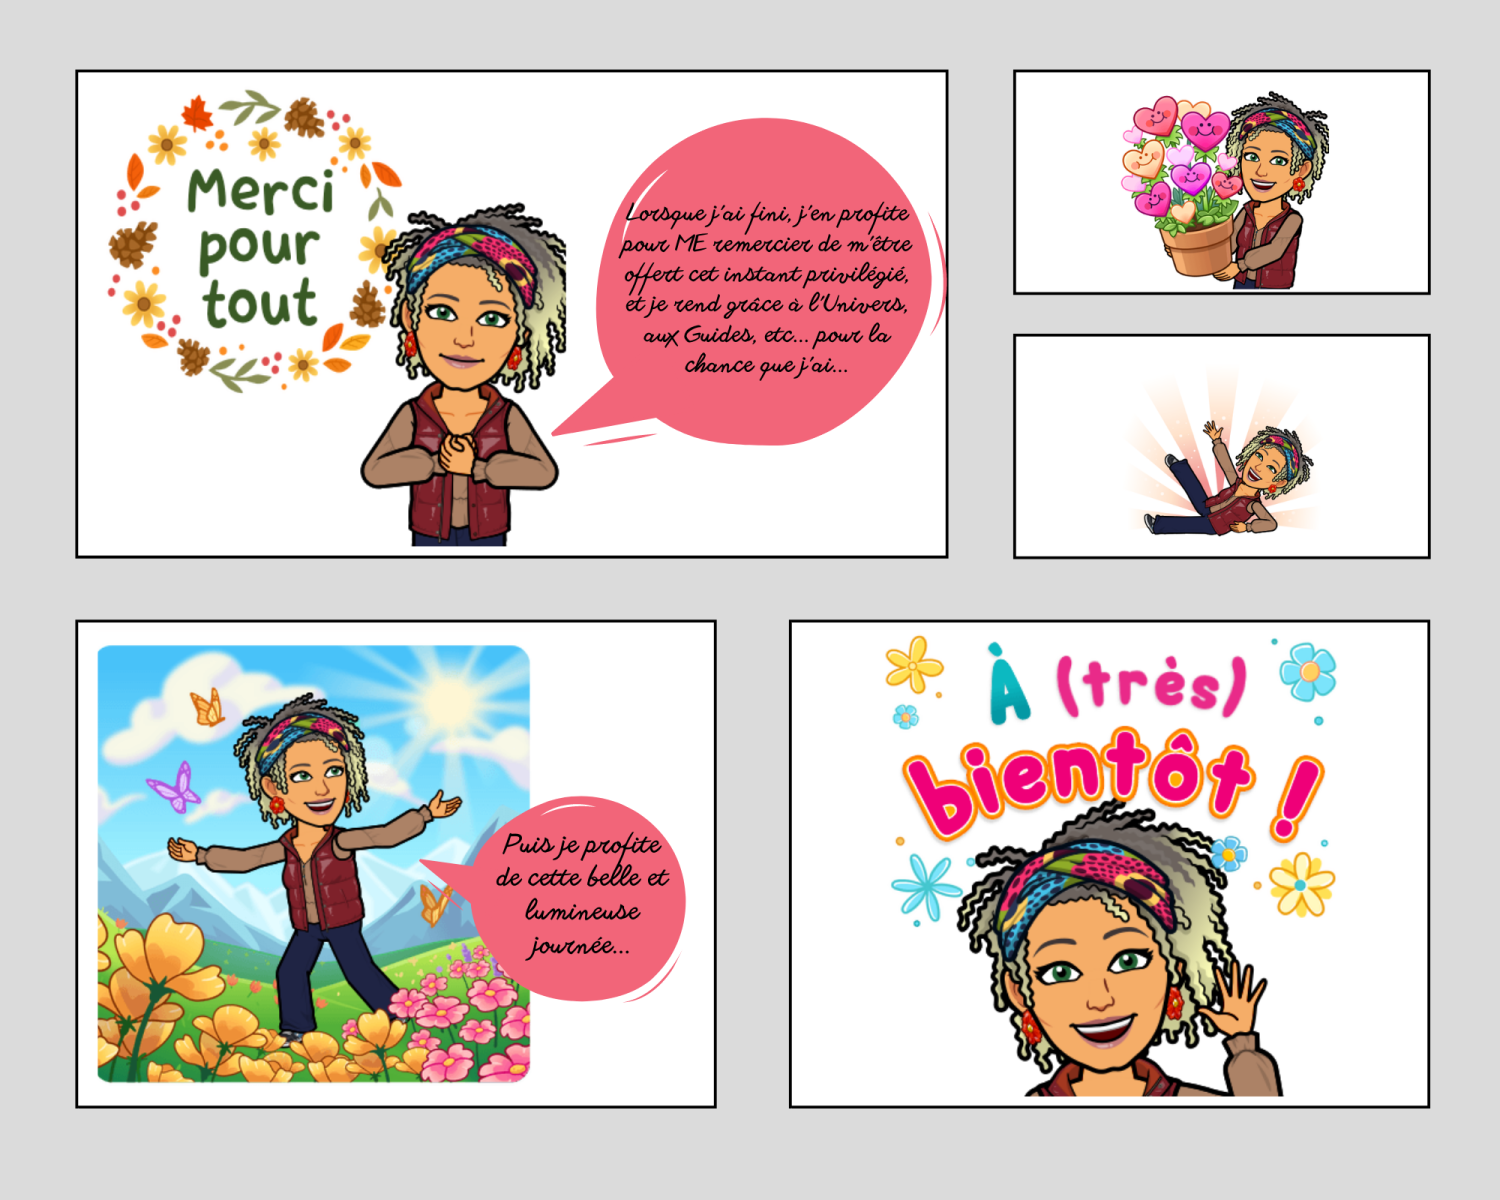 Merci
pour
tout
Lorsque j'ai fini, j'en profite
pour ME remercier de m'être
offert cet instant privilégié,
et je rend grâce à l'Univers,
aux Guides, etc... pour la
chance que j'ai...
Puis je profite
de cette belle et
lumineuse
journée...
À (très)
bientôt !